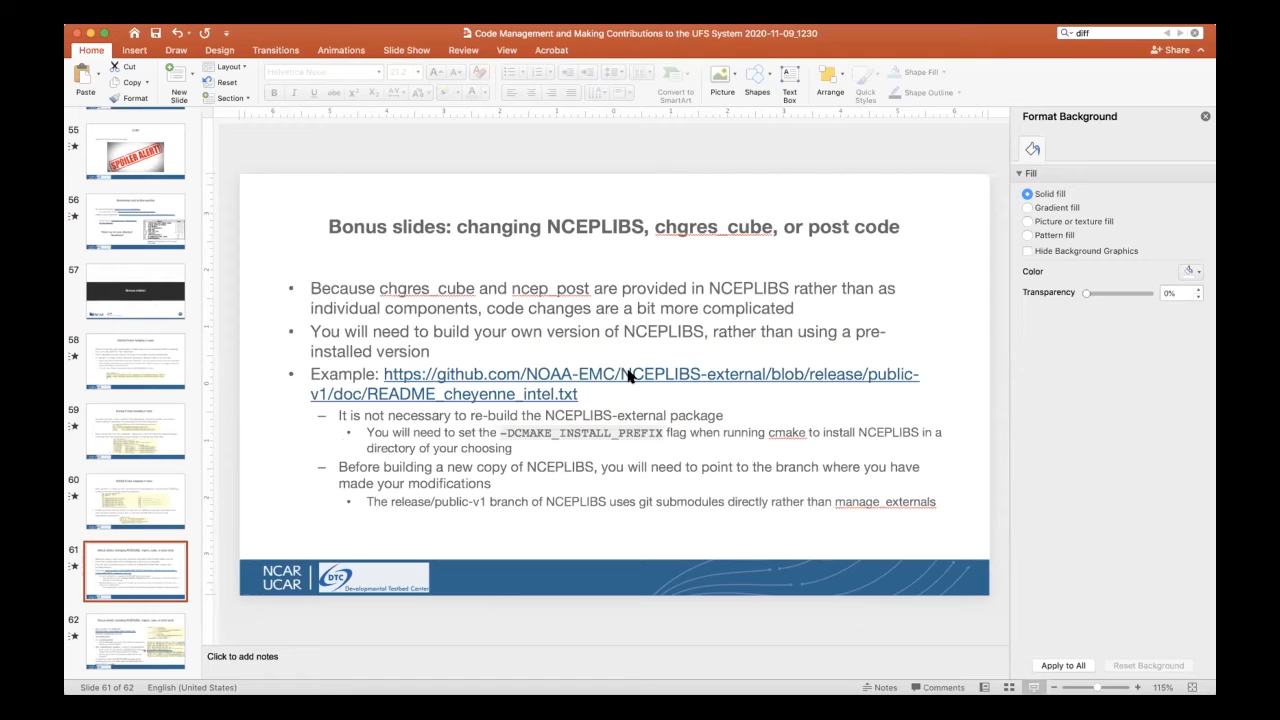 Code Management and Making Contributions to the UFS System 2020-11-09_1230
diff
Home Insert Draw Design Transitions Animations Slide Show Review View Acrobat
Share
Paste
Cut
Copy
Format
New Slide
Layout
Reset
Section
Helvetica Neue
21.2
Convert to SmartArt
Picture
Shapes
Text Box
Arrange
Quick Styles
Shape Fill
Shape Outline
55
56
57
58
59
60
61
62
SPOILER ALERT!
Bonus slides: changing NCEPLIBS, chgres_cube, or post code
• Because chgres_cube and ncep_post are provided in NCEPLIBS rather than as
individual components, code changes are a bit more complicated
• You will need to build your own version of NCEPLIBS, rather than using a pre-
installed version
• Example: https://github.com/NOAA-EMC/NCEPLIBS-external/blob/release/public-
v1/doc/README_cheyenne_intel.txt
– It is not necessary to re-build the NCEPLIBS-external package
• You will need to set the -DCMAKE_INSTALL_PREFIX flag when running cmake to install NCEPLIBS in a
directory of your choosing
– Before building a new copy of NCEPLIBS, you will need to point to the branch where you have
made your modifications
• The release/public-v1 branch of NCEPLIBS uses git submodules directly rather than manage_externals
NCAR
UCAR
DTC
Developmental Testbed Center
Click to add notes
Format Background
Fill
Solid fill
Gradient fill
Picture or texture fill
Pattern fill
Hide Background Graphics
Color
Transparency
0%
Apply to All
Reset Background
Slide 61 of 62
English (United States)
Notes
Comments
115%